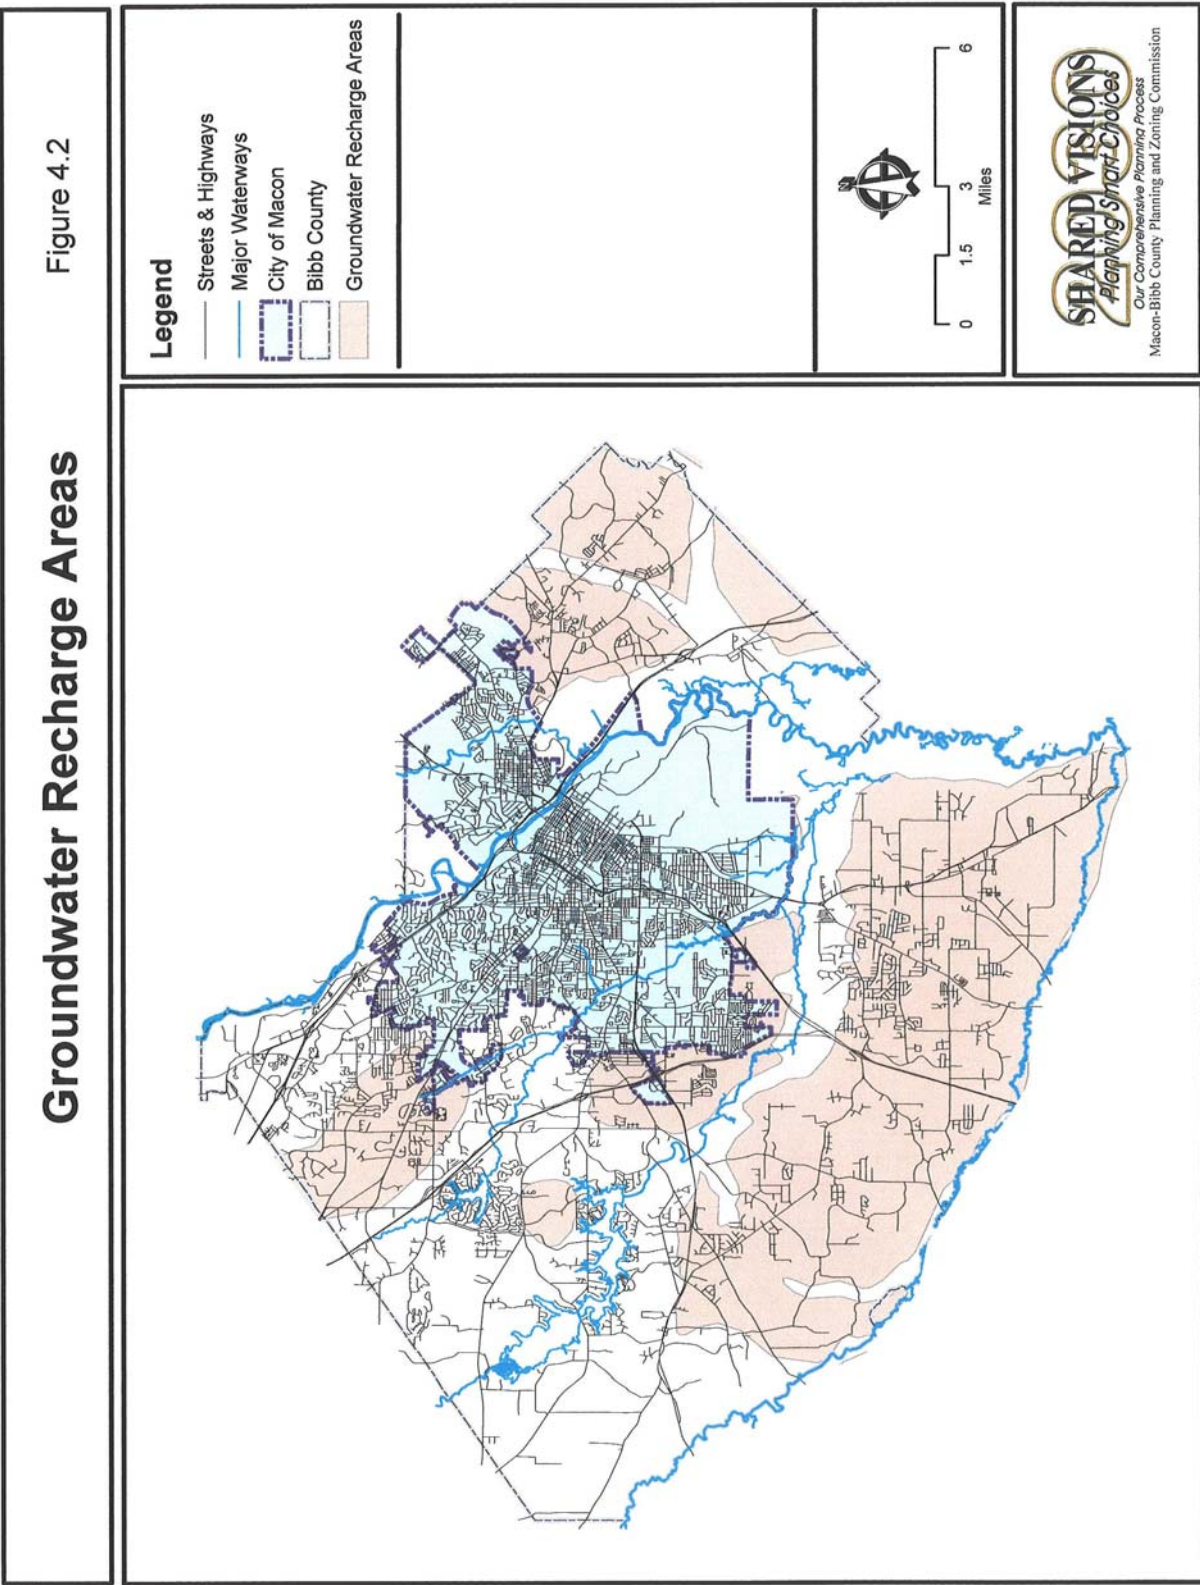 Groundwater Recharge Areas
Figure 4.2
Legend
Streets & Highways
Major Waterways
City of Macon
Bibb County
Groundwater Recharge Areas
N
0 1.5 3 6
Miles
2030
SHARED VISIONS
Planning Smart Choices
Our Comprehensive Planning Process
Macon-Bibb County Planning and Zoning Commission